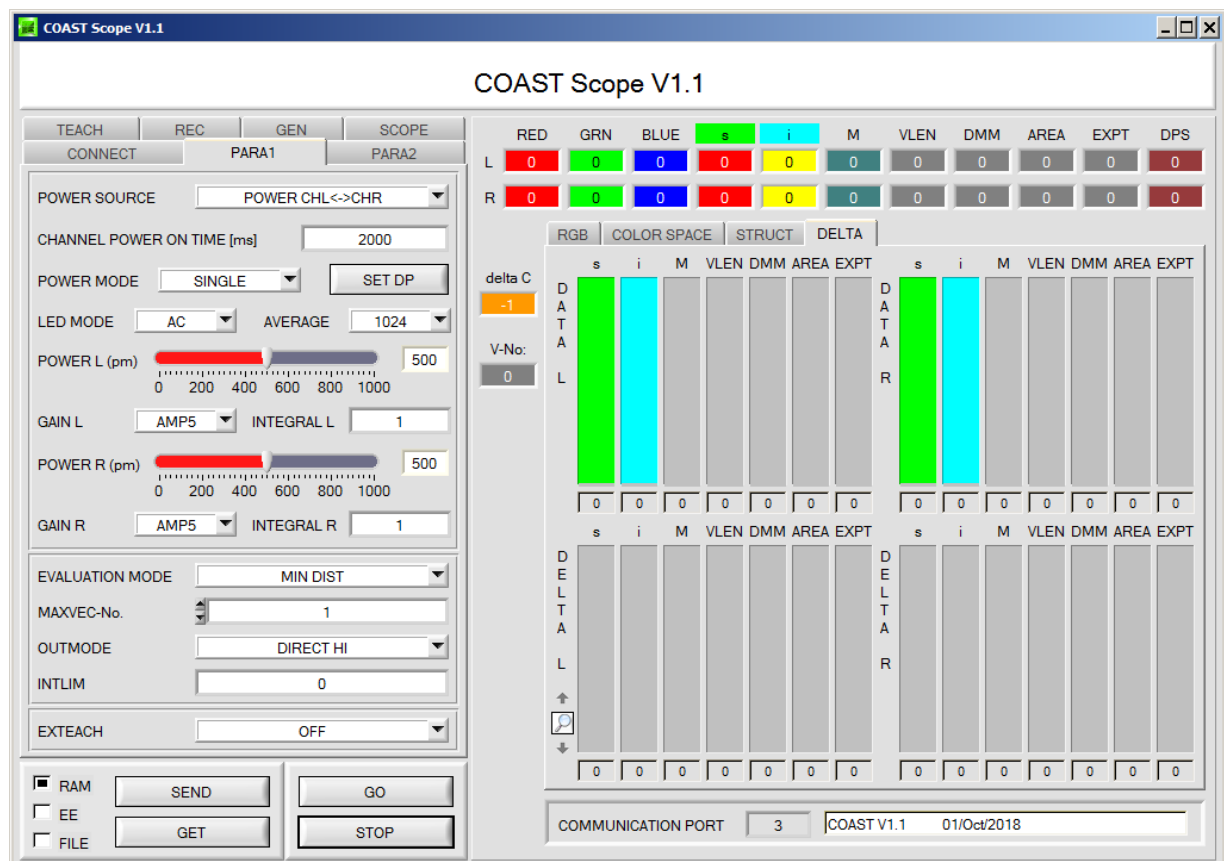 COAST Scope V1.1
COAST Scope V1.1
TEACH REC GEN SCOPE
CONNECT PARA1 PARA2
POWER SOURCE POWER CHL<->CHR
CHANNEL POWER ON TIME [ms] 2000
POWER MODE SINGLE SET DP
LED MODE AC AVERAGE 1024
POWER L (pm) 500
0 200 400 600 800 1000
GAIN L AMP5 INTEGRAL L 1
POWER R (pm) 500
0 200 400 600 800 1000
GAIN R AMP5 INTEGRAL R 1
EVALUATION MODE MIN DIST
MAXVEC-No. 1
OUTMODE DIRECT HI
INTLIM 0
EXTEACH OFF
RAM SEND GO
EE
GET STOP
FILE
RED GRN BLUE s i M VLEN DMM AREA EXPT DPS
L 0 0 0 0 0 0 0 0 0 0 0
R 0 0 0 0 0 0 0 0 0 0 0
RGB COLOR SPACE STRUCT DELTA
delta C
-1
V-No:
0
s i M VLEN DMM AREA EXPT s i M VLEN DMM AREA EXPT
DATA L DATA R
0 0 0 0 0 0 0 0 0 0 0 0 0 0
s i M VLEN DMM AREA EXPT s i M VLEN DMM AREA EXPT
DELTA L DELTA R
0 0 0 0 0 0 0 0 0 0 0 0 0 0
COMMUNICATION PORT 3 COAST V1.1 01/Oct/2018